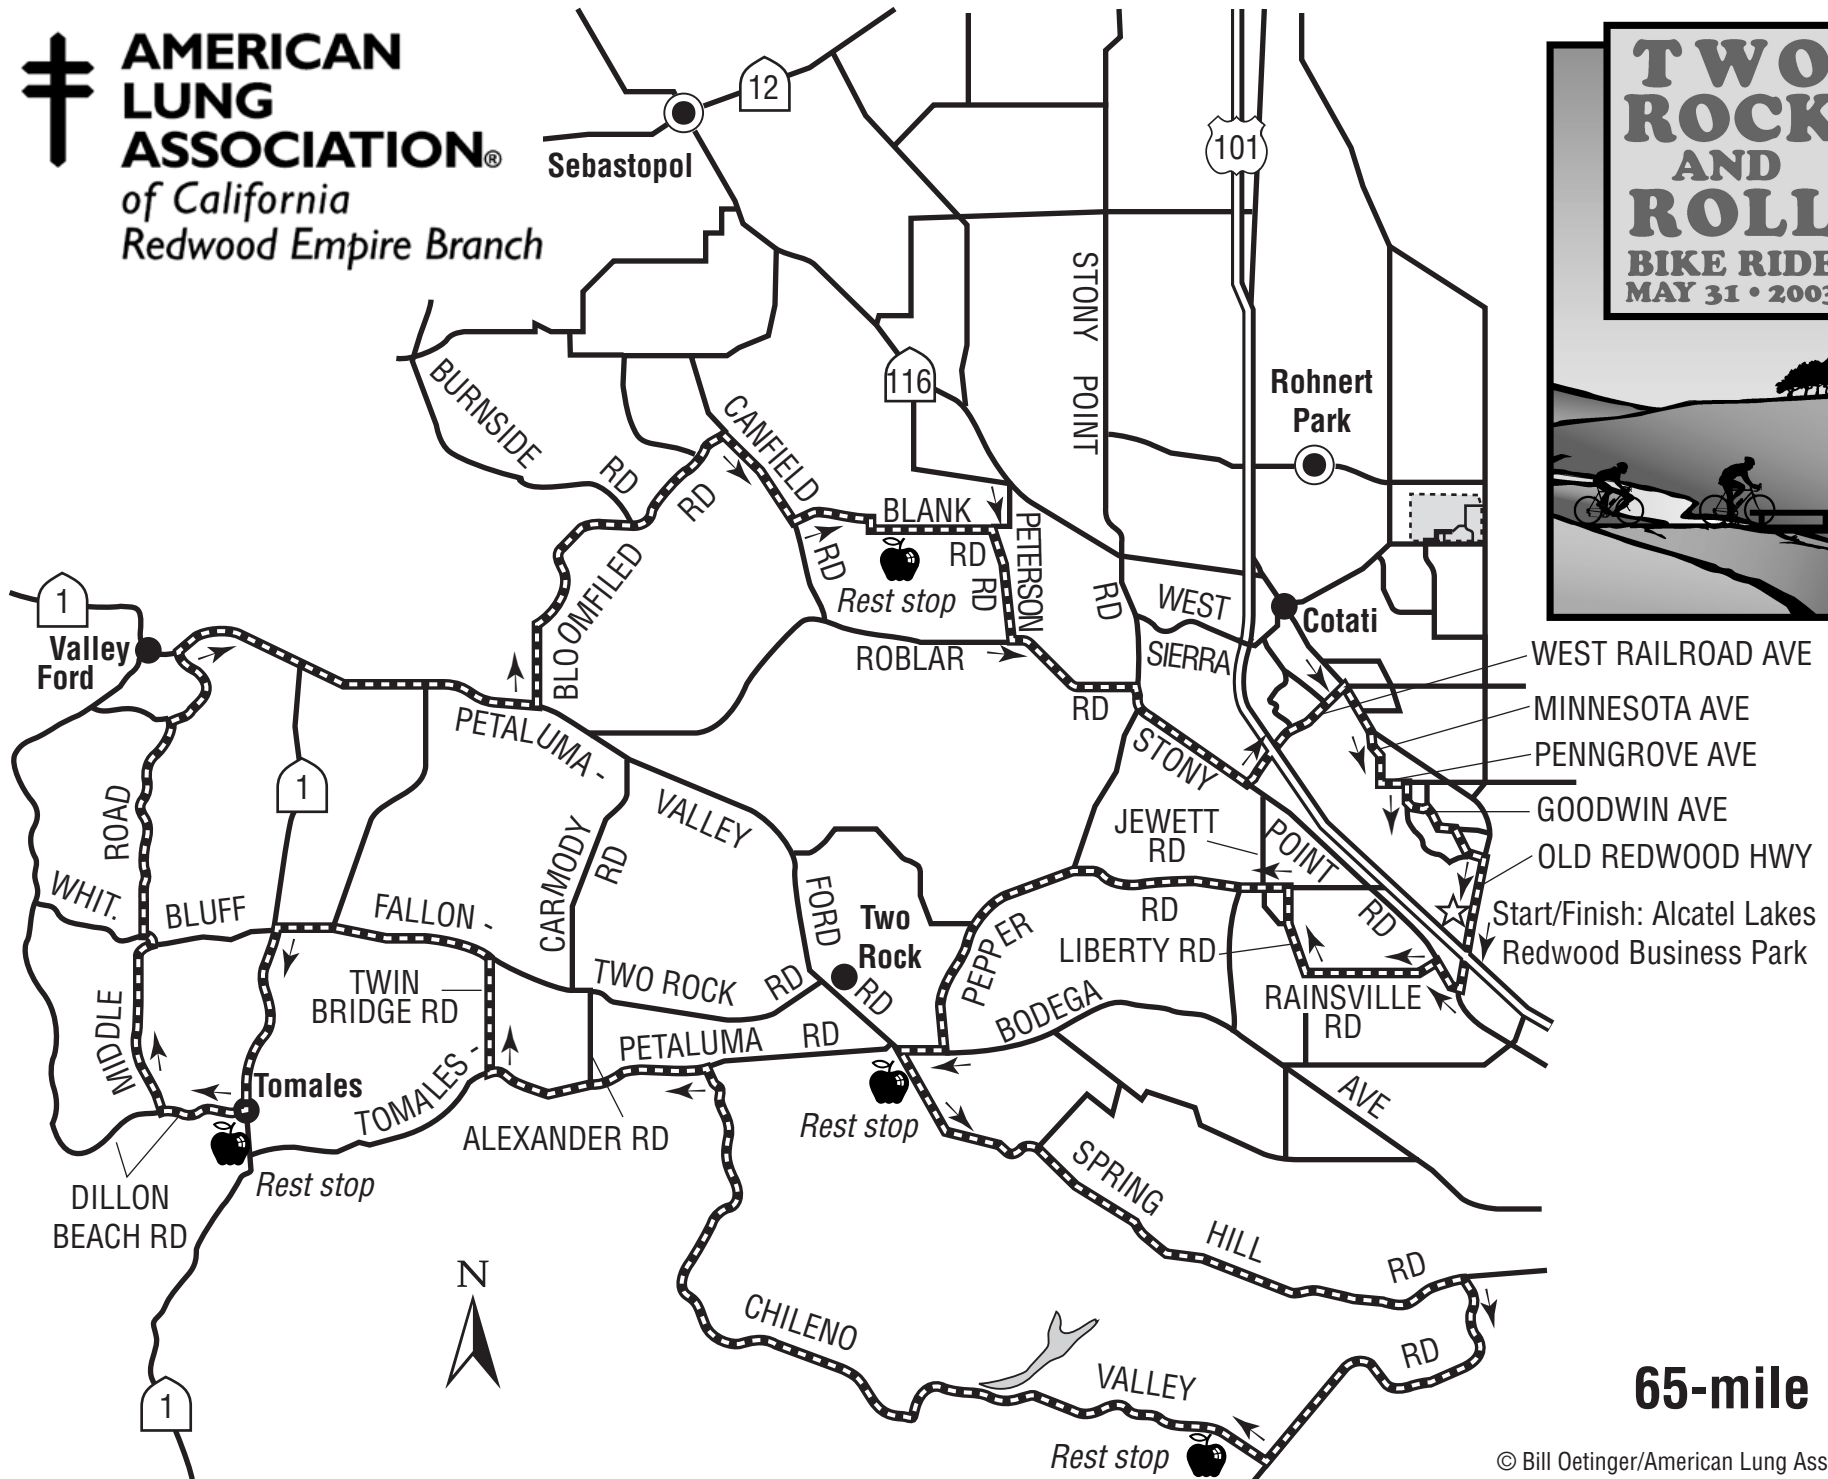 AMERICAN
LUNG
ASSOCIATION®
of California
Redwood Empire Branch
TWO
ROCK
AND
ROLL
BIKE RIDE
MAY 31 • 2003
12
Sebastopol
101
STONY POINT
116
Rohnert
Park
BURNSIDE
RD
CANFIELD
RD
BLANK
RD
PETERSON
RD
Rest stop
RD
BLOOMFILED
RD
WEST
SIERRA
Cotati
1
Valley
Ford
ROBLAR
RD
WEST RAILROAD AVE
MINNESOTA AVE
PENNGROVE AVE
GOODWIN AVE
OLD REDWOOD HWY
Start/Finish: Alcatel Lakes
Redwood Business Park
PETALUMA -
VALLEY
FORD
RD
STONY
POINT
RD
JEWETT
RD
1
ROAD
CARMODY
RD
WHIT.
BLUFF
FALLON -
TWO ROCK
RD
Two
Rock
PEPPER
RD
LIBERTY RD
RAINSVILLE
RD
TWIN
BRIDGE RD
BODEGA
AVE
MIDDLE
Tomales
TOMALES -
PETALUMA RD
ALEXANDER RD
Rest stop
Rest stop
DILLON
BEACH RD
SPRING
HILL
RD
N
CHILENO
VALLEY
RD
1
Rest stop
65-mile
© Bill Oetinger/American Lung Ass